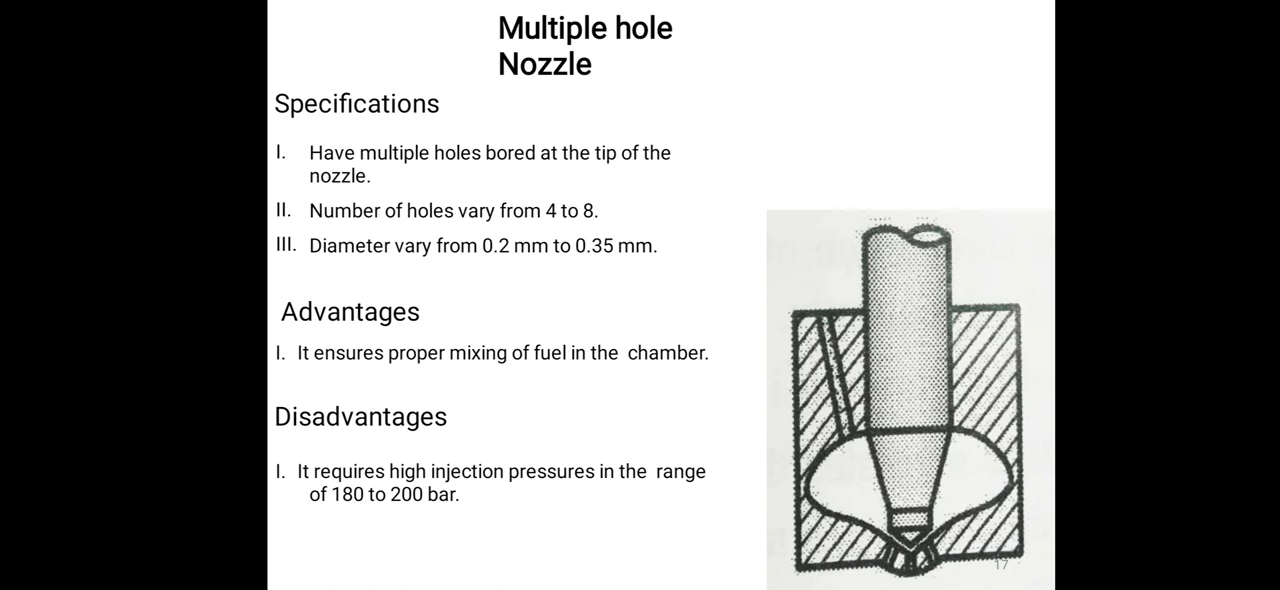 Multiple hole
Nozzle
Specifications
I. Have multiple holes bored at the tip of the
nozzle.
II. Number of holes vary from 4 to 8.
III. Diameter vary from 0.2 mm to 0.35 mm.
Advantages
I. It ensures proper mixing of fuel in the chamber.
Disadvantages
I. It requires high injection pressures in the range
of 180 to 200 bar.
17